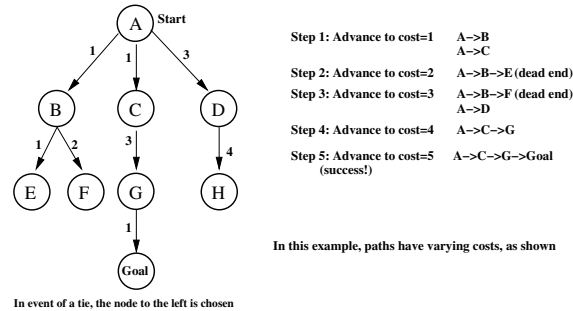 A Start
1 1 3
B C D
1 2 3 4
E F G H
1
Goal
In event of a tie, the node to the left is chosen
Step 1: Advance to cost=1 A−>B
A−>C
Step 2: Advance to cost=2 A−>B−>E (dead end)
Step 3: Advance to cost=3 A−>B−>F (dead end)
A−>D
Step 4: Advance to cost=4 A−>C−>G
Step 5: Advance to cost=5 A−>C−>G−>Goal
(success!)
In this example, paths have varying costs, as shown